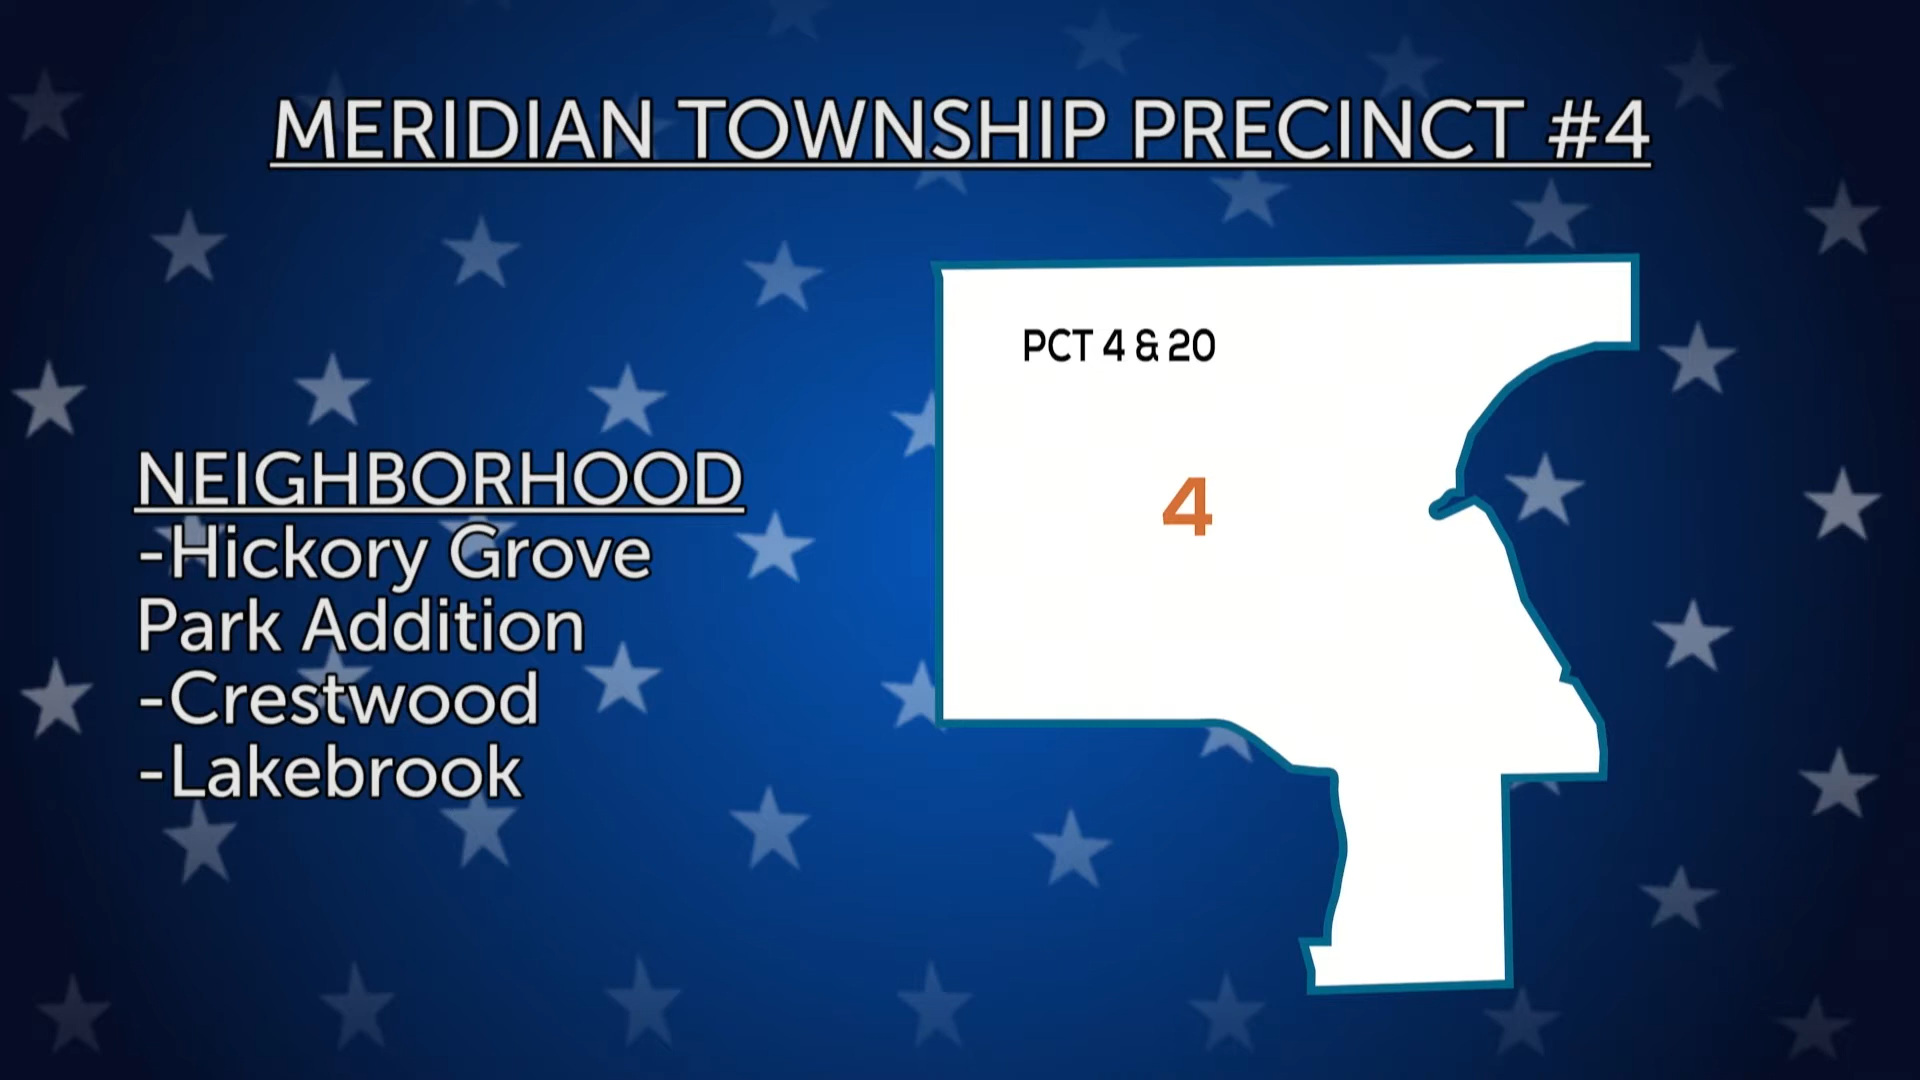 MERIDIAN TOWNSHIP PRECINCT #4
PCT 4 & 20
4
NEIGHBORHOOD
-Hickory Grove
Park Addition
-Crestwood
-Lakebrook